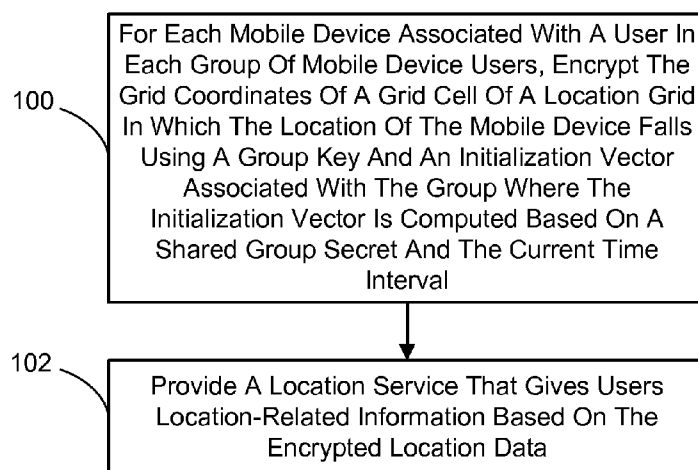 For Each Mobile Device Associated With A User In
Each Group Of Mobile Device Users, Encrypt The
Grid Coordinates Of A Grid Cell Of A Location Grid
100
In Which The Location Of The Mobile Device Falls
Using A Group Key And An Initialization Vector
Associated With The Group Where The
Initialization Vector Is Computed Based On A
Shared Group Secret And The Current Time
Interval
102
Provide A Location Service That Gives Users
Location-Related Information Based On The
Encrypted Location Data